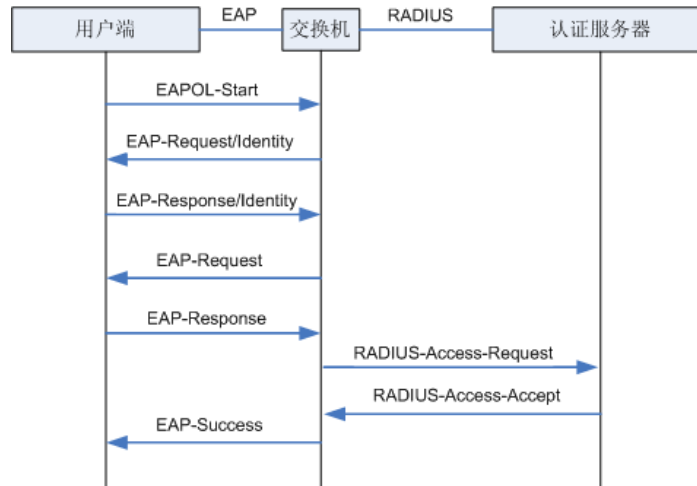 用户端
EAP
交换机
RADIUS
认证服务器
EAPOL-Start
EAP-Request/Identity
EAP-Response/Identity
EAP-Request
EAP-Response
RADIUS-Access-Request
RADIUS-Access-Accept
EAP-Success